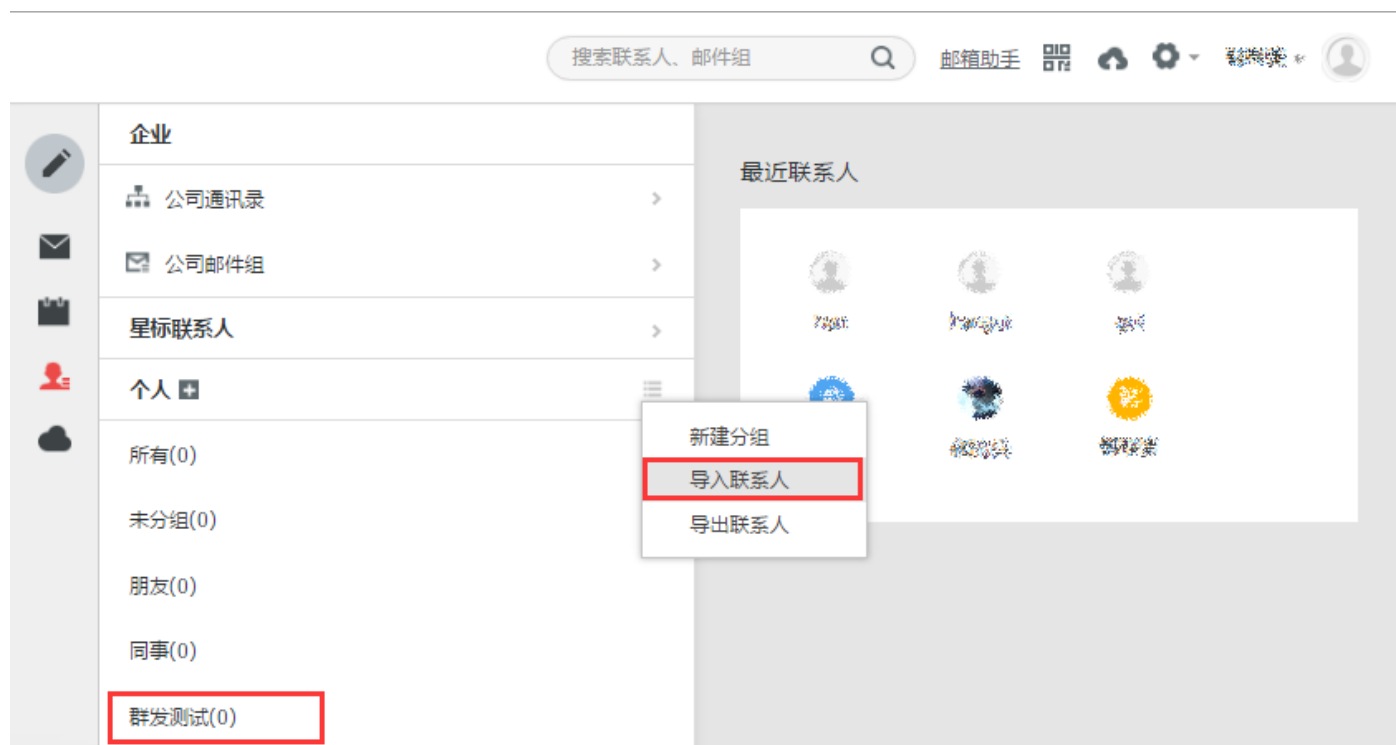 搜索联系人、邮件组
邮箱助手
企业
公司通讯录
公司邮件组
星标联系人
个人
所有(0)
未分组(0)
朋友(0)
同事(0)
群发测试(0)
最近联系人
新建分组
导入联系人
导出联系人